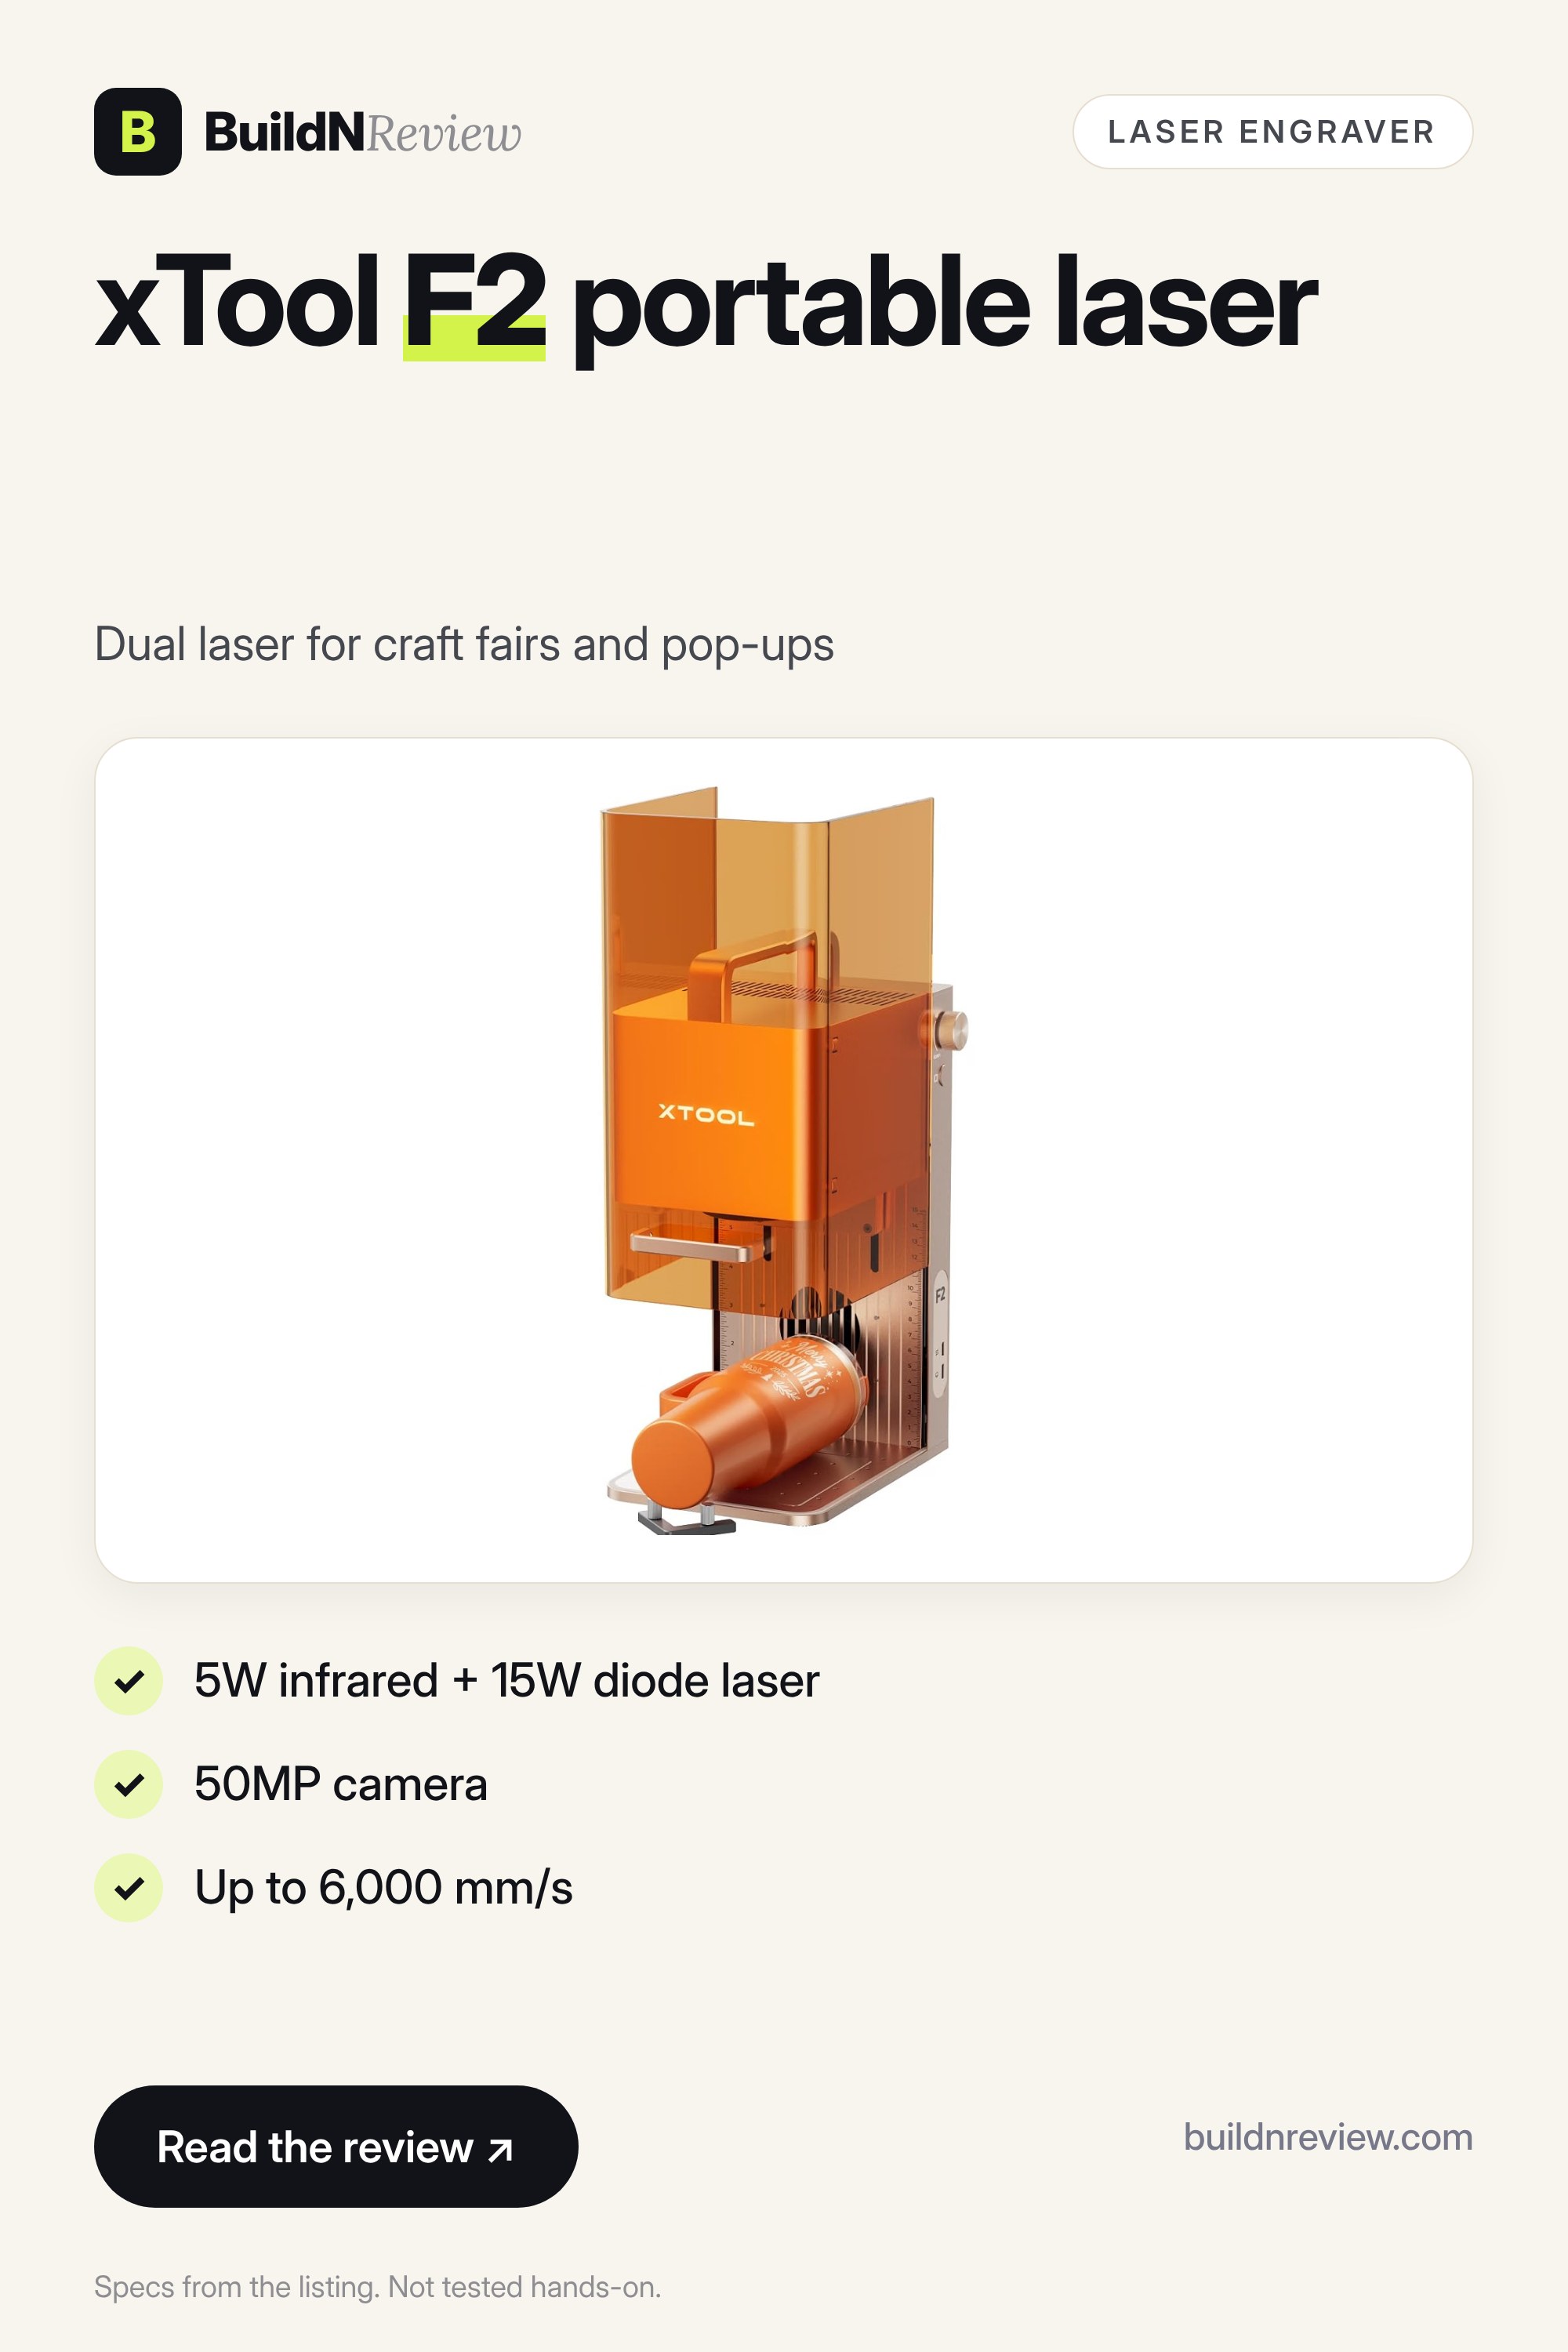 B BuildNReview
LASER ENGRAVER
xTool F2 portable laser
Dual laser for craft fairs and pop-ups
XTOOL
F2
Merry
CHRISTMAS
5W infrared + 15W diode laser
50MP camera
Up to 6,000 mm/s
Read the review ↗
buildnreview.com
Specs from the listing. Not tested hands-on.